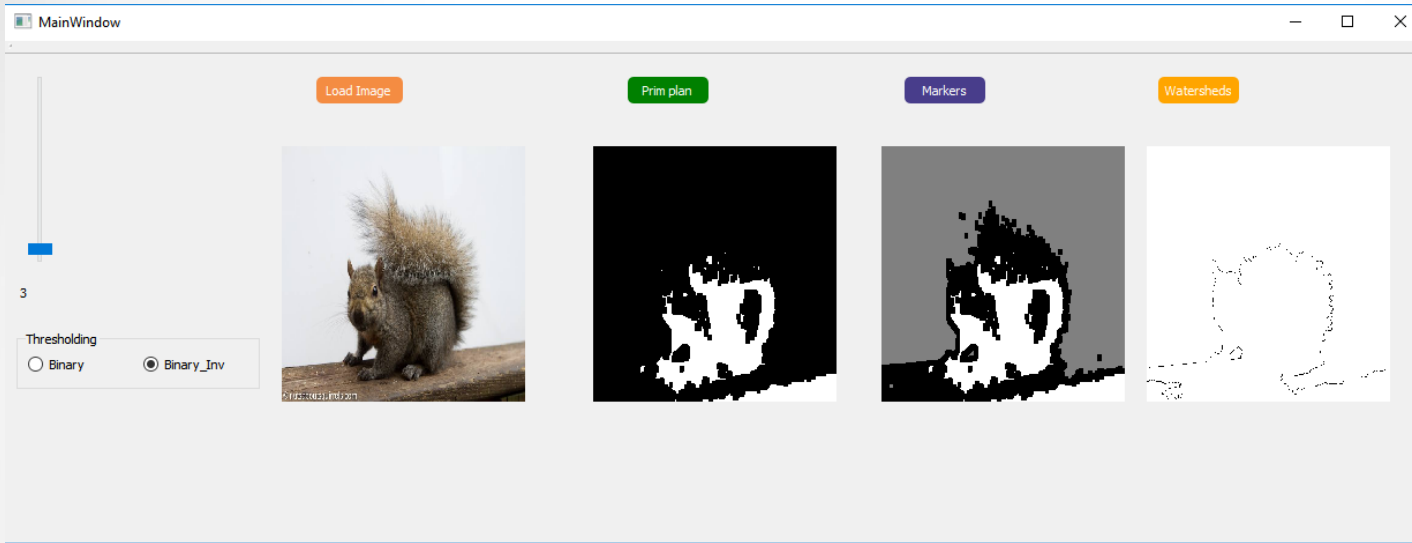 MainWindow
Load Image
Prim plan
Markers
Watersheds
3
Thresholding
Binary
Binary_Inv